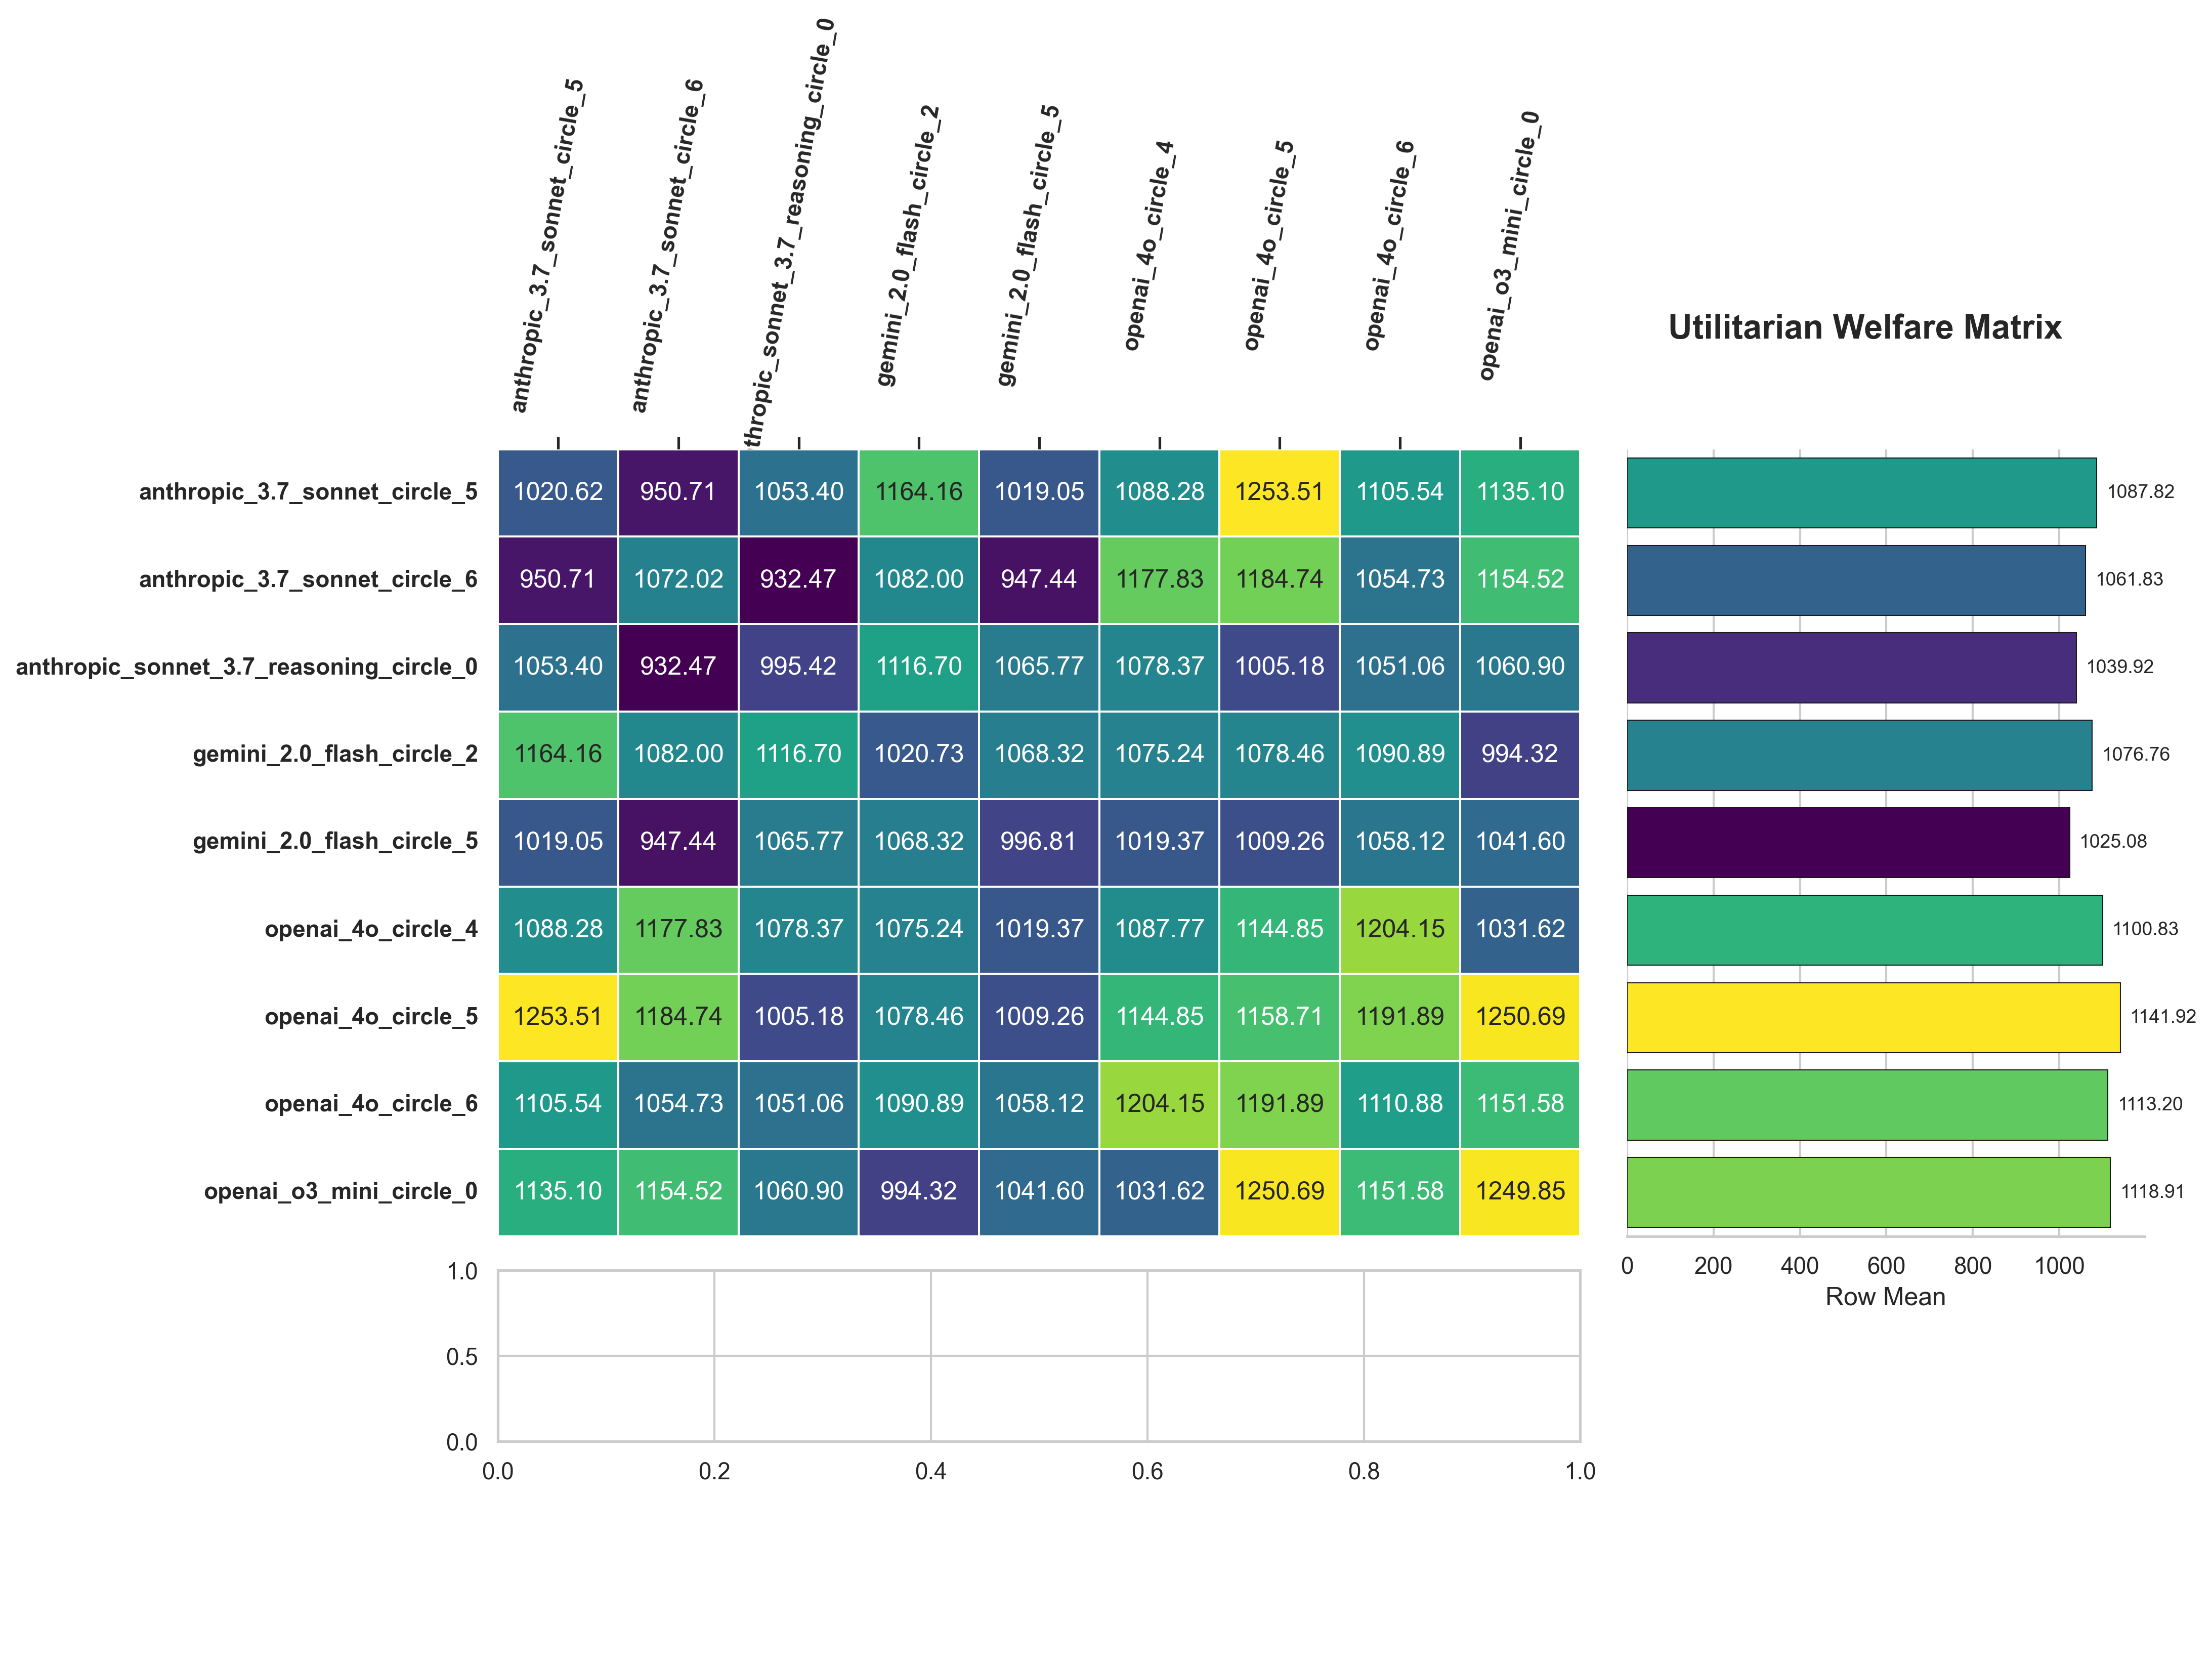 anthropic_3.7_sonnet_circle_5
anthropic_3.7_sonnet_circle_6
thropic_sonnet_3.7_reasoning_circle_0
gemini_2.0_flash_circle_2
gemini_2.0_flash_circle_5
openai_4o_circle_4
openai_4o_circle_5
openai_4o_circle_6
openai_o3_mini_circle_0
Utilitarian Welfare Matrix
anthropic_3.7_sonnet_circle_5 1020.62 950.71 1053.40 1164.16 1019.05 1088.28 1253.51 1105.54 1135.10 1087.82
anthropic_3.7_sonnet_circle_6 950.71 1072.02 932.47 1082.00 947.44 1177.83 1184.74 1054.73 1154.52 1061.83
anthropic_sonnet_3.7_reasoning_circle_0 1053.40 932.47 995.42 1116.70 1065.77 1078.37 1005.18 1051.06 1060.90 1039.92
gemini_2.0_flash_circle_2 1164.16 1082.00 1116.70 1020.73 1068.32 1075.24 1078.46 1090.89 994.32 1076.76
gemini_2.0_flash_circle_5 1019.05 947.44 1065.77 1068.32 996.81 1019.37 1009.26 1058.12 1041.60 1025.08
openai_4o_circle_4 1088.28 1177.83 1078.37 1075.24 1019.37 1087.77 1144.85 1204.15 1031.62 1100.83
openai_4o_circle_5 1253.51 1184.74 1005.18 1078.46 1009.26 1144.85 1158.71 1191.89 1250.69 1141.92
openai_4o_circle_6 1105.54 1054.73 1051.06 1090.89 1058.12 1204.15 1191.89 1110.88 1151.58 1113.20
openai_o3_mini_circle_0 1135.10 1154.52 1060.90 994.32 1041.60 1031.62 1250.69 1151.58 1249.85 1118.91
0 200 400 600 800 1000
Row Mean
1.0
0.5
0.0
0.0 0.2 0.4 0.6 0.8 1.0